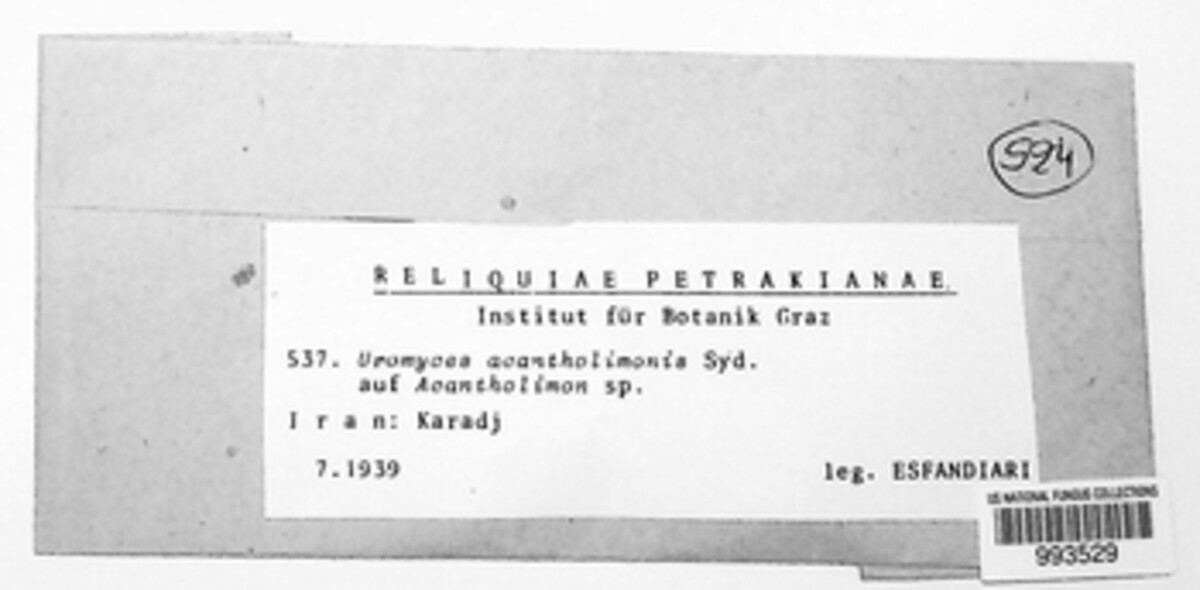 524
RELIQUIAE PETRAKIANAE
Institut für Botanik Graz
537. Uromyces acantholimonis Syd.
auf Acantholimon sp.
I r a n: Karadj
7.1939
leg. ESFANDIARI
US NATIONAL FUNGUS COLLECTIONS
993529